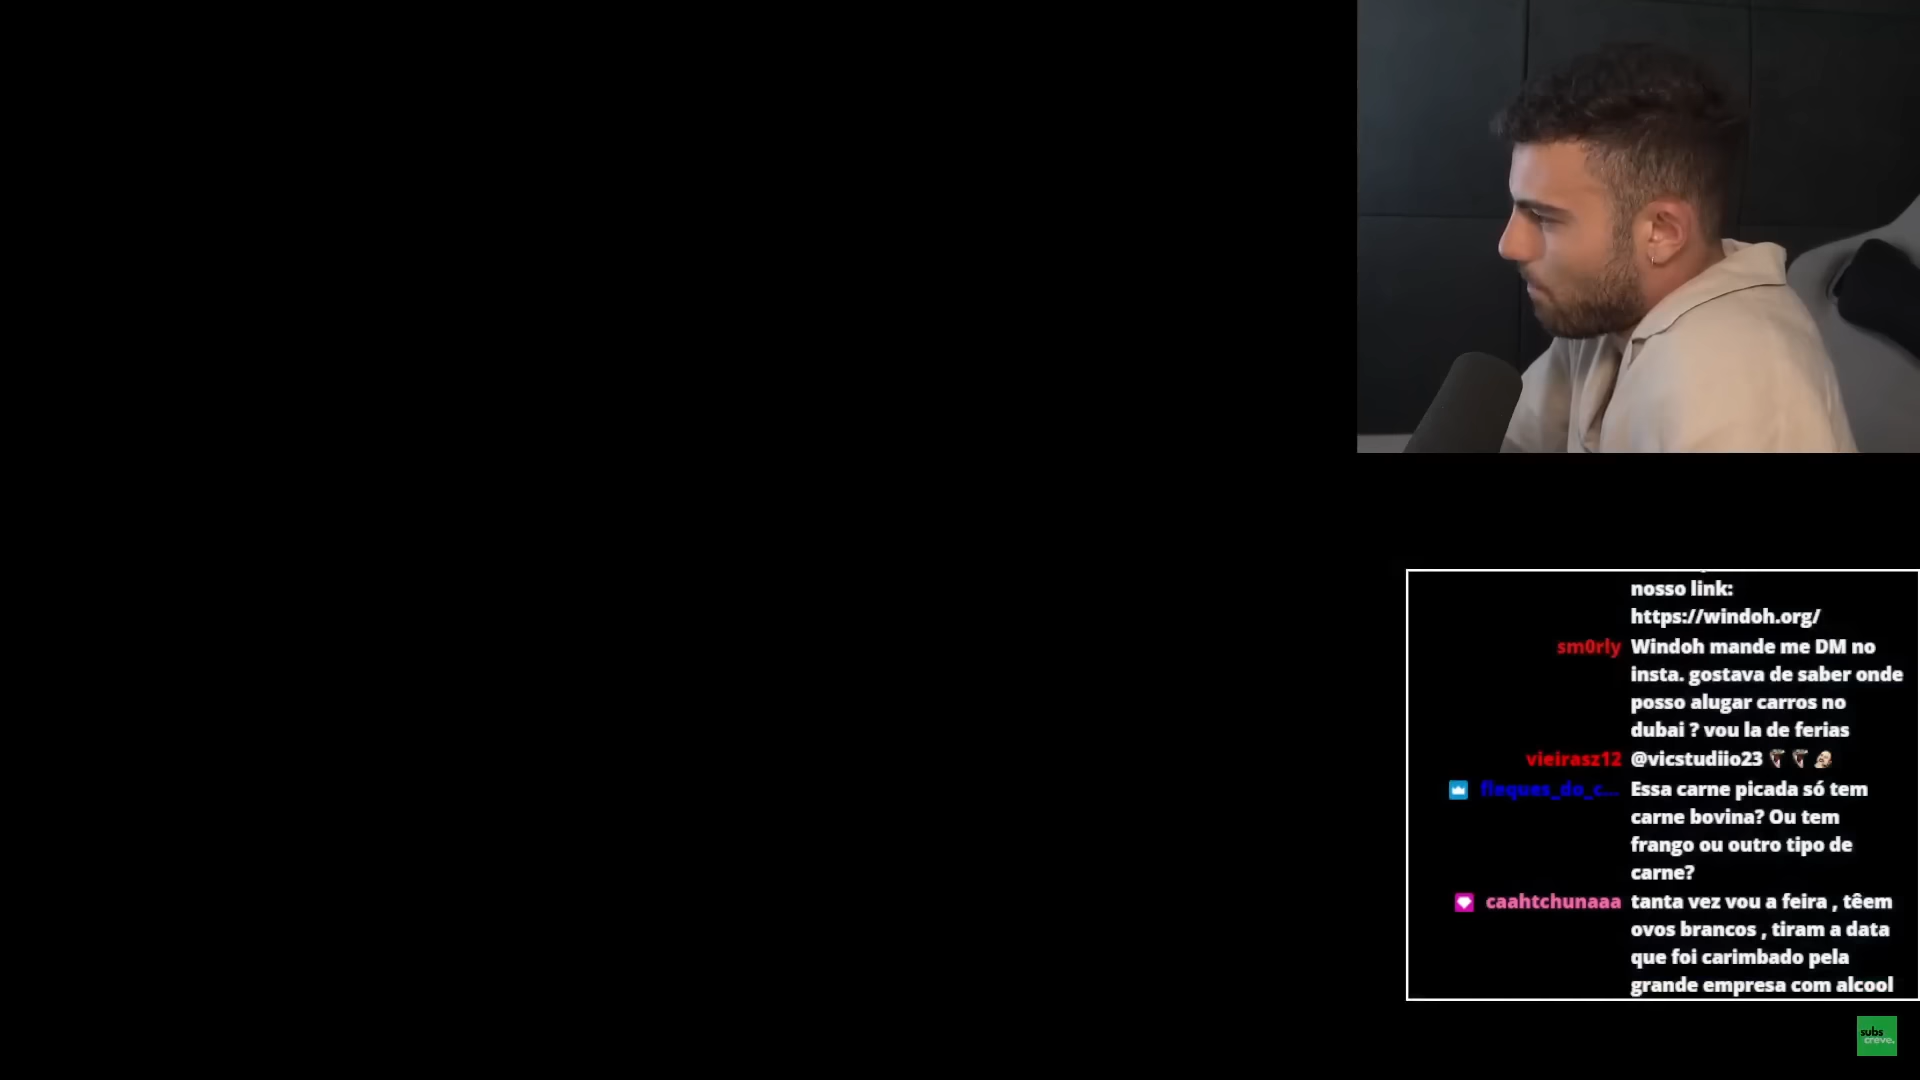 nosso link:
https://windoh.org/
sm0rly Windoh mande me DM no
insta. gostava de saber onde
posso alugar carros no
dubai ? vou la de ferias
vieirasz12 @vicstudiio23
fleques_do_c... Essa carne picada só tem
carne bovina? Ou tem
frango ou outro tipo de
carne?
caahtchunaaa tanta vez vou a feira , têem
ovos brancos , tiram a data
que foi carimbado pela
grande empresa com alcool
subs
creve.